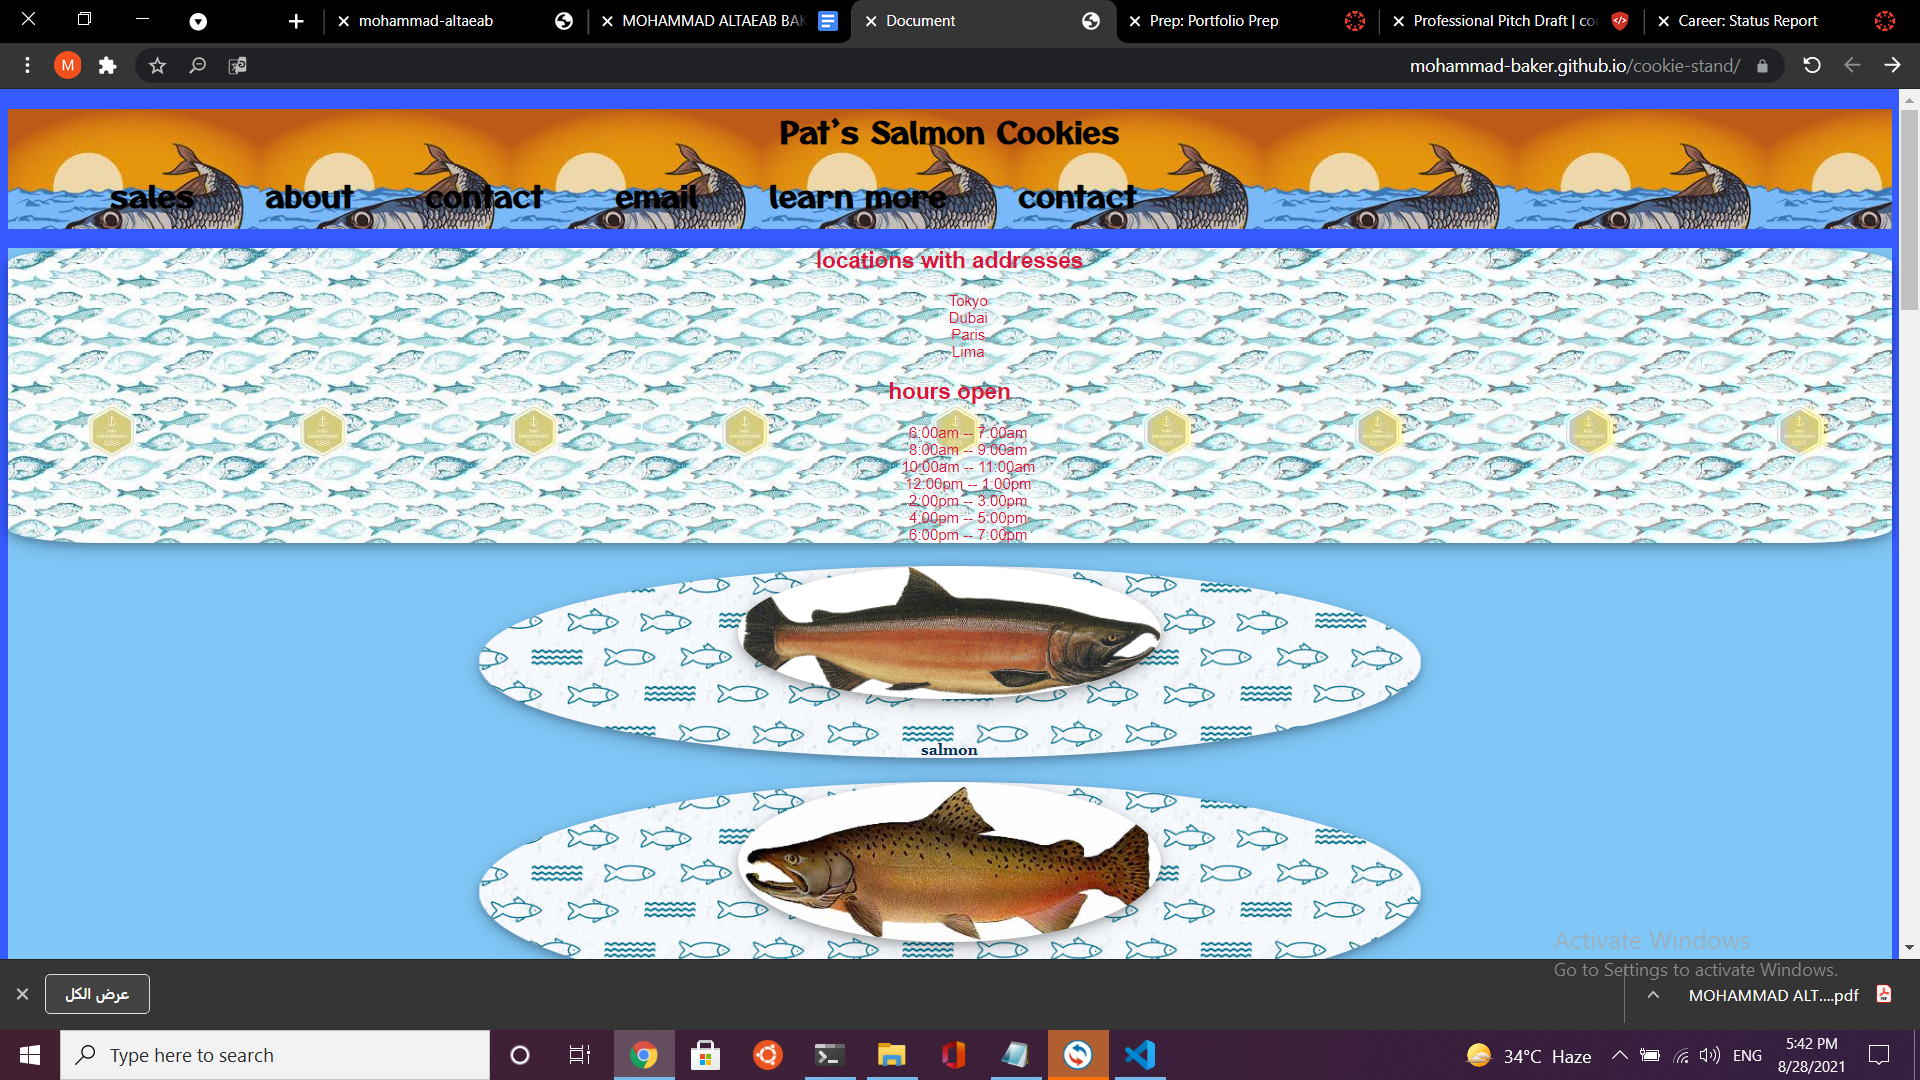 mohammad-altaeab
MOHAMMAD ALTAEAB BAK
Document
Prep: Portfolio Prep
Professional Pitch Draft | co
Career: Status Report
M
mohammad-baker.github.io/cookie-stand/
Pat's Salmon Cookies
sales about contact email learn more contact
locations with addresses
Tokyo
Dubai
Paris
Lima
hours open
6:00am -- 7:00am
8:00am -- 9:00am
10:00am -- 11:00am
12:00pm -- 1:00pm
2:00pm -- 3:00pm
4:00pm -- 5:00pm
6:00pm -- 7:00pm
salmon
Activate Windows
Go to Settings to activate Windows.
عرض الكل
MOHAMMAD ALT....pdf
Type here to search
34°C Haze
ENG
5:42 PM
8/28/2021